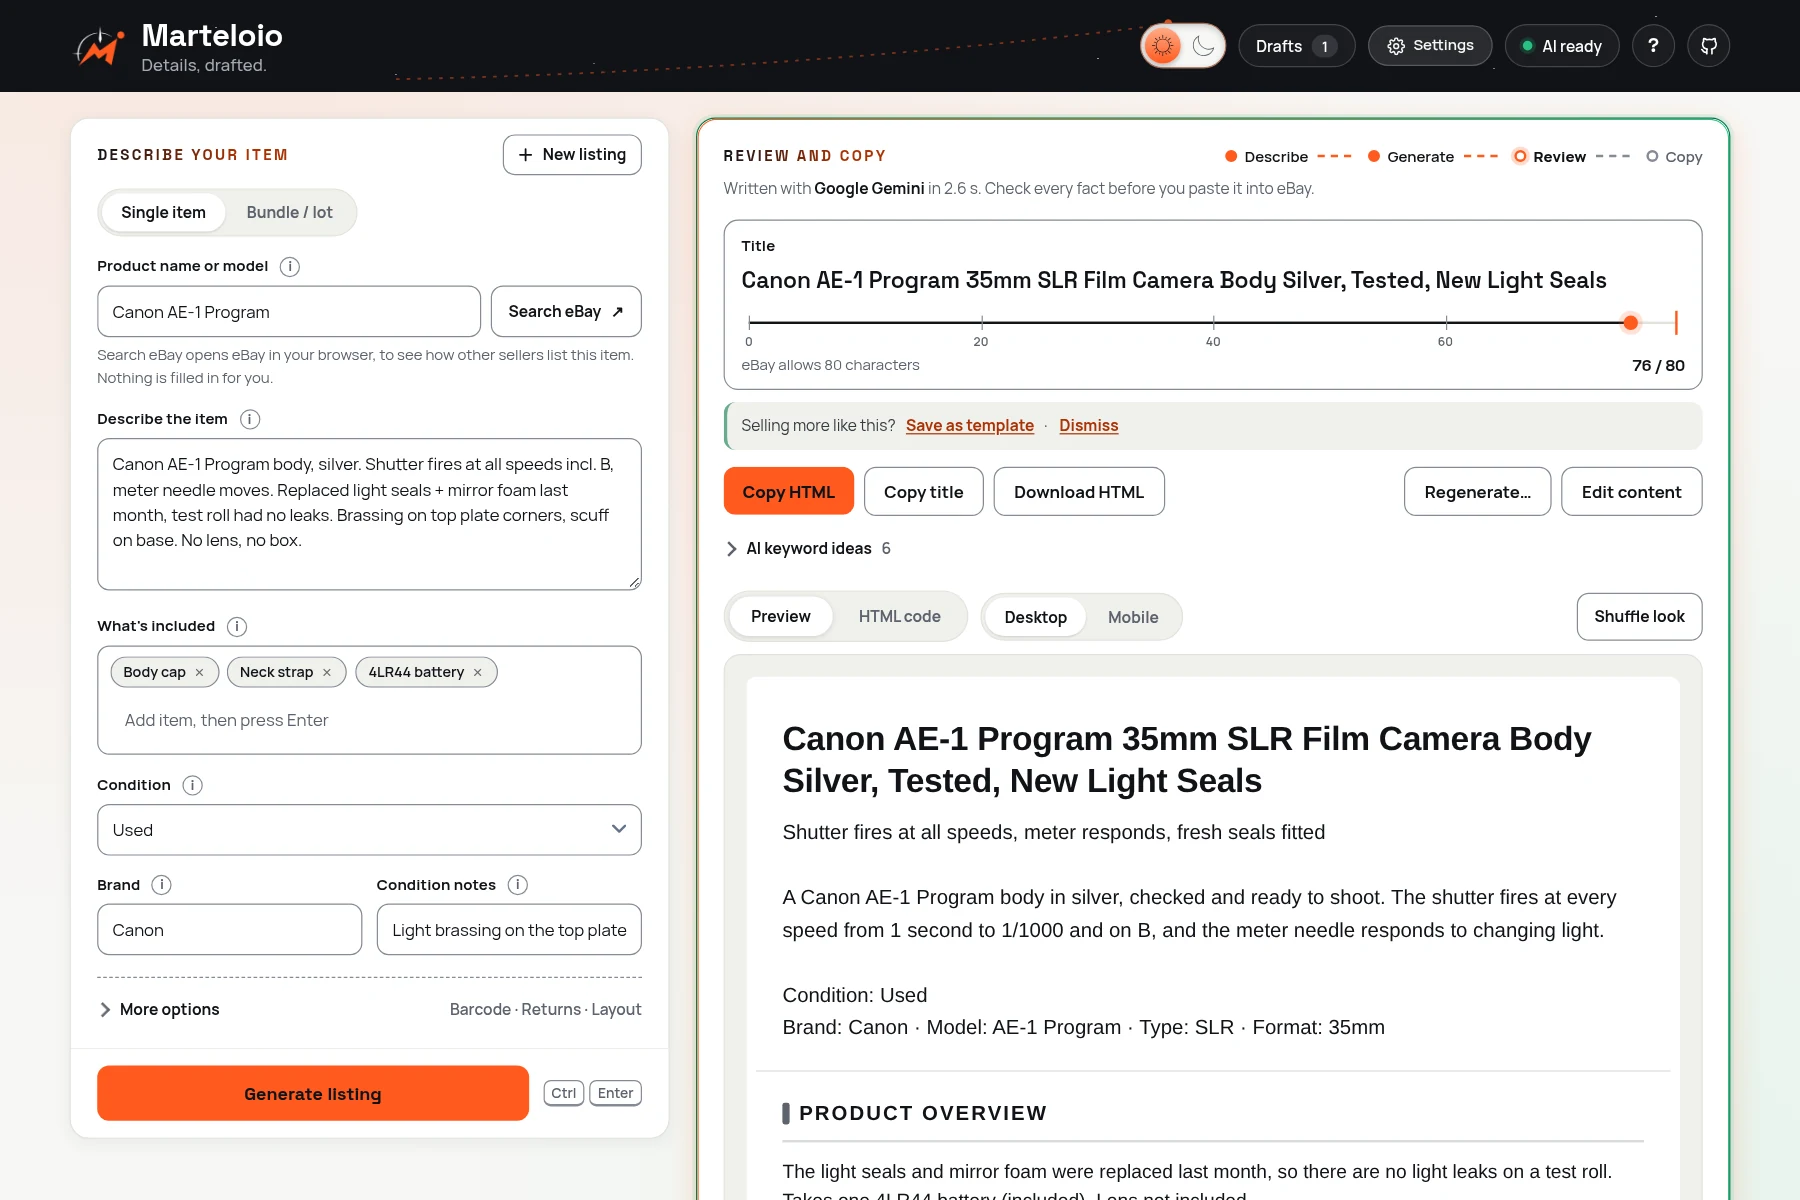 Marteloio
Details, drafted.
Drafts 1
Settings
AI ready
?
DESCRIBE YOUR ITEM
+ New listing
Single item
Bundle / lot
Product name or model i
Canon AE-1 Program
Search eBay ↗
Search eBay opens eBay in your browser, to see how other sellers list this item.
Nothing is filled in for you.
Describe the item i
Canon AE-1 Program body, silver. Shutter fires at all speeds incl. B,
meter needle moves. Replaced light seals + mirror foam last
month, test roll had no leaks. Brassing on top plate corners, scuff
on base. No lens, no box.
What's included i
Body cap ×
Neck strap ×
4LR44 battery ×
Add item, then press Enter
Condition i
Used
Brand i
Condition notes i
Canon
Light brassing on the top plate
More options
Barcode · Returns · Layout
Generate listing
Ctrl
Enter
REVIEW AND COPY
Describe
Generate
Review
Copy
Written with Google Gemini in 2.6 s. Check every fact before you paste it into eBay.
Title
Canon AE-1 Program 35mm SLR Film Camera Body Silver, Tested, New Light Seals
0
20
40
60
eBay allows 80 characters
76 / 80
Selling more like this? Save as template · Dismiss
Copy HTML
Copy title
Download HTML
Regenerate...
Edit content
AI keyword ideas 6
Preview
HTML code
Desktop
Mobile
Shuffle look
Canon AE-1 Program 35mm SLR Film Camera Body
Silver, Tested, New Light Seals
Shutter fires at all speeds, meter responds, fresh seals fitted
A Canon AE-1 Program body in silver, checked and ready to shoot. The shutter fires at every
speed from 1 second to 1/1000 and on B, and the meter needle responds to changing light.
Condition: Used
Brand: Canon · Model: AE-1 Program · Type: SLR · Format: 35mm
PRODUCT OVERVIEW
The light seals and mirror foam were replaced last month, so there are no light leaks on a test roll.
Takes one 4LR44 battery (included). Lens not included.